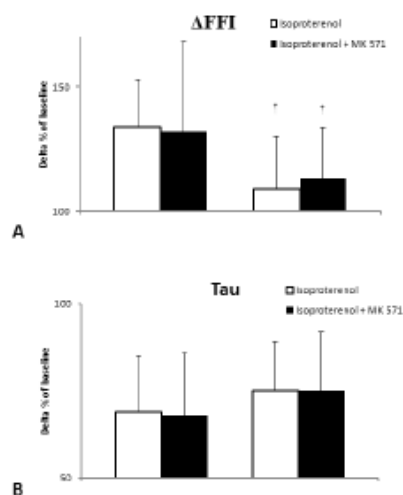 ΔFFI
Isoproterenol
Isoproterenol + MK 571
Delta % of baseline
150
100
† †
A
Tau
Isoproterenol
Isoproterenol + MK 571
Delta % of baseline
100
50
B